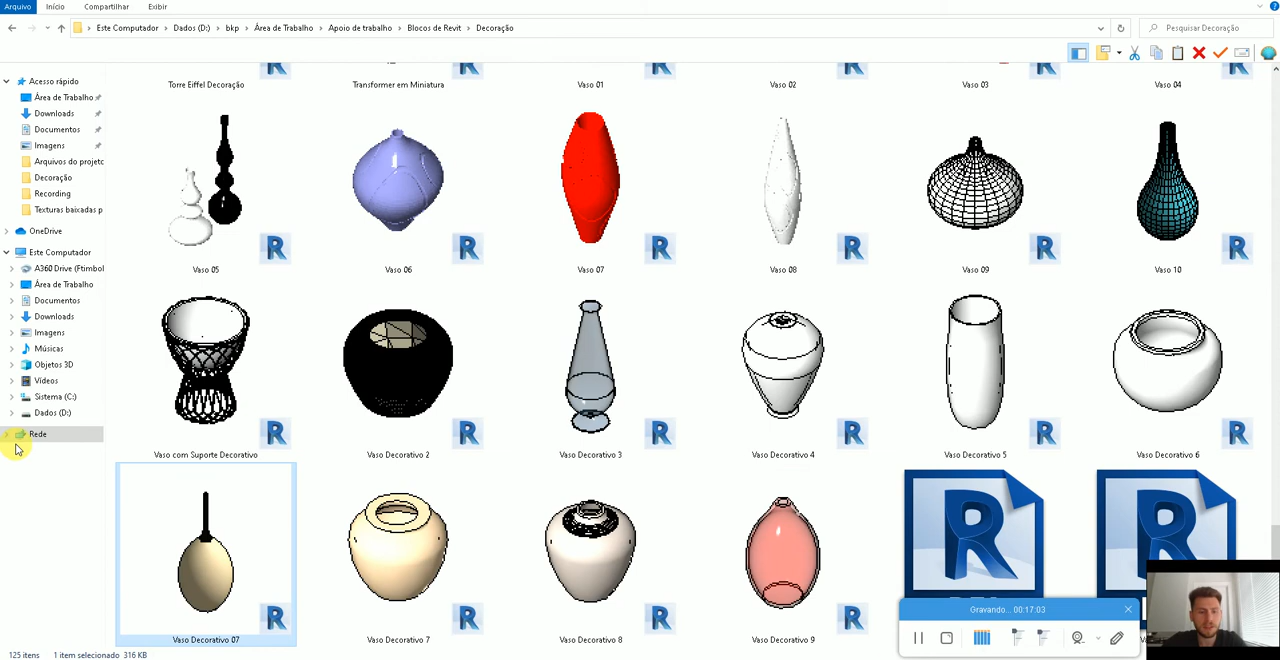 Arquivo Início Compartilhar Exibir
Este Computador Dados (D:) bkp Área de Trabalho Apoio de trabalho Blocos de Revit Decoração
Pesquisar Decoração
Acesso rápido
Área de Trabalho
Downloads
Documentos
Imagens
Arquivos do projetc
Decoração
Recording
Texturas baixadas p
OneDrive
Este Computador
A360 Drive (Ftimbol
Área de Trabalho
Documentos
Downloads
Imagens
Músicas
Objetos 3D
Vídeos
Sistema (C:)
Dados (D:)
Rede
Torre Eiffel Decoração Transformer em Miniatura Vaso 01 Vaso 02 Vaso 03 Vaso 04
Vaso 05 Vaso 06 Vaso 07 Vaso 08 Vaso 09 Vaso 10
Vaso com Suporte Decorativo Vaso Decorativo 2 Vaso Decorativo 3 Vaso Decorativo 4 Vaso Decorativo 5 Vaso Decorativo 6
Vaso Decorativo 07 Vaso Decorativo 7 Vaso Decorativo 8 Vaso Decorativo 9
Gravando... 00:17:03
125 itens 1 item selecionado 316 KB